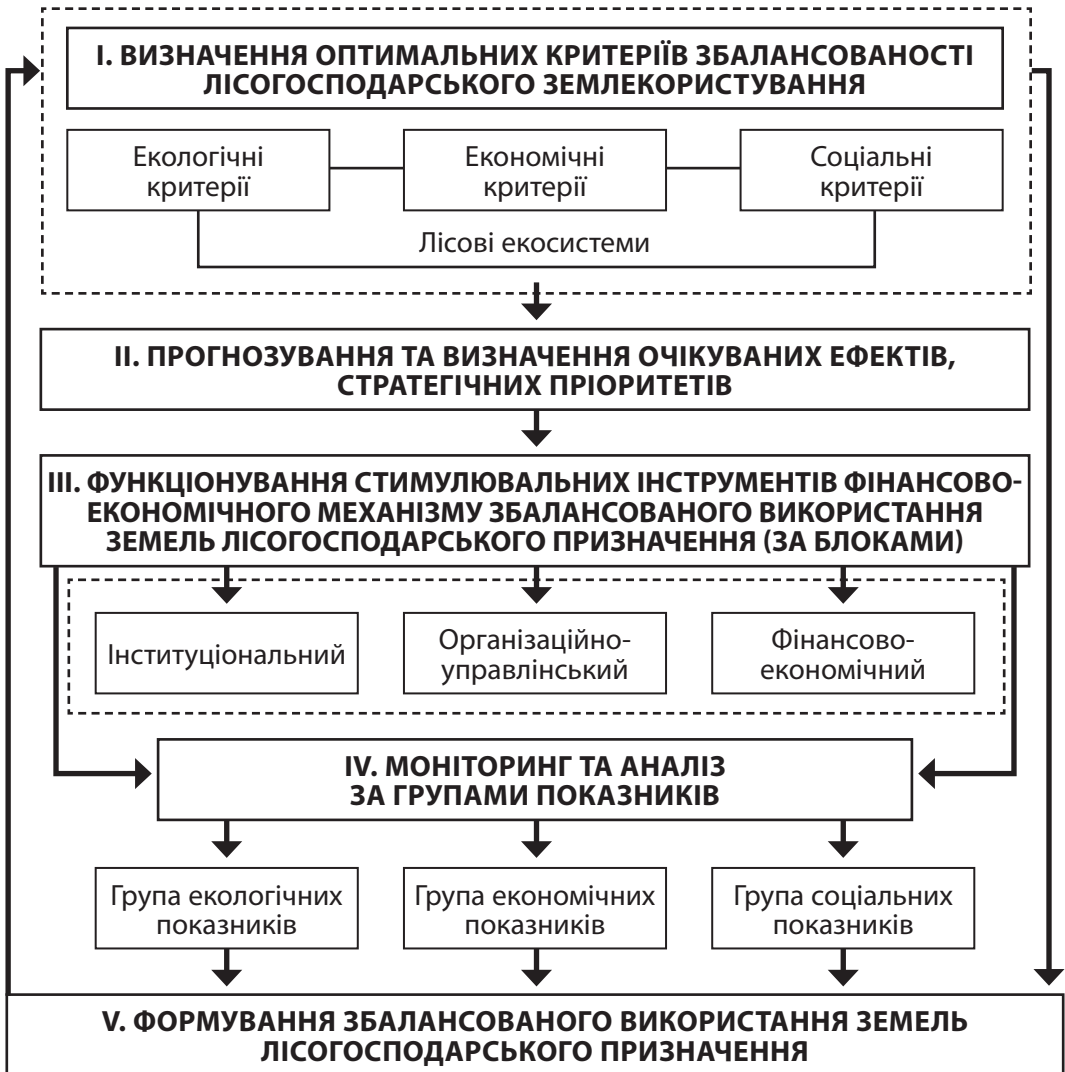 I. ВИЗНАЧЕННЯ ОПТИМАЛЬНИХ КРИТЕРІЇВ ЗБАЛАНСОВАНОСТІ
ЛІСОГОСПОДАРСЬКОГО ЗЕМЛЕКОРИСТУВАННЯ
Екологічні
критерії
Економічні
критерії
Соціальні
критерії
Лісові екосистеми
II. ПРОГНОЗУВАННЯ ТА ВИЗНАЧЕННЯ ОЧІКУВАНИХ ЕФЕКТІВ,
СТРАТЕГІЧНИХ ПРІОРИТЕТІВ
III. ФУНКЦІОНУВАННЯ СТИМУЛЮВАЛЬНИХ ІНСТРУМЕНТІВ ФІНАНСОВО-
ЕКОНОМІЧНОГО МЕХАНІЗМУ ЗБАЛАНСОВАНОГО ВИКОРИСТАННЯ
ЗЕМЕЛЬ ЛІСОГОСПОДАРСЬКОГО ПРИЗНАЧЕННЯ (ЗА БЛОКАМИ)
Інституціональний
Організаційно-
управлінський
Фінансово-
економічний
IV. МОНІТОРИНГ ТА АНАЛІЗ
ЗА ГРУПАМИ ПОКАЗНИКІВ
Група екологічних
показників
Група економічних
показників
Група соціальних
показників
V. ФОРМУВАННЯ ЗБАЛАНСОВАНОГО ВИКОРИСТАННЯ ЗЕМЕЛЬ
ЛІСОГОСПОДАРСЬКОГО ПРИЗНАЧЕННЯ